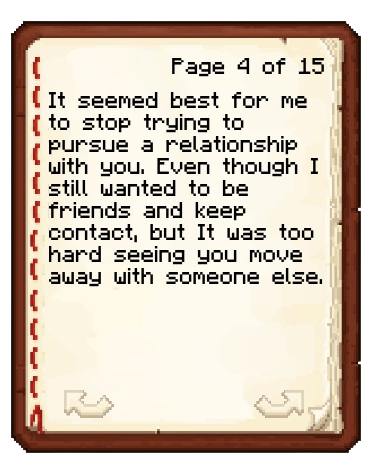 Page 4 of 15
It seemed best for me
to stop trying to
pursue a relationship
with you. Even though I
still wanted to be
friends and keep
contact, but It was too
hard seeing you move
away with someone else.